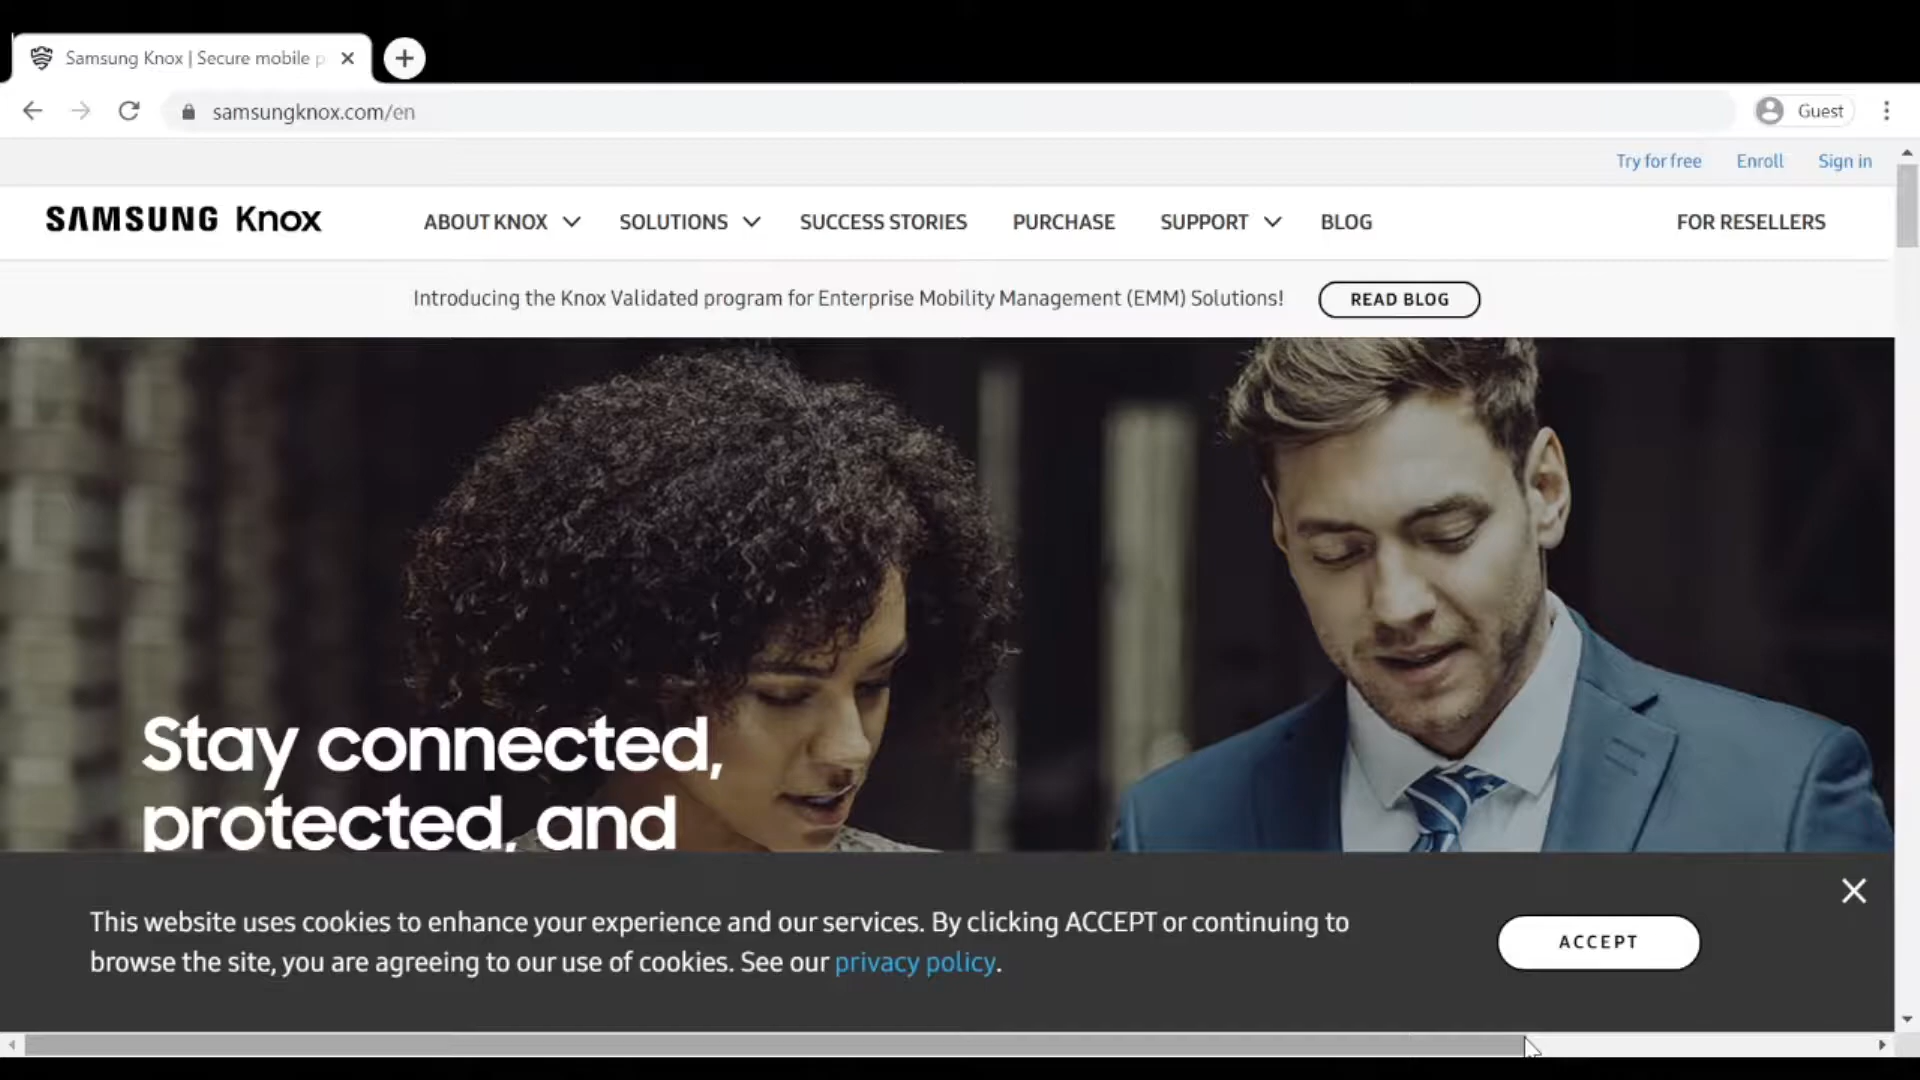 Samsung Knox | Secure mobile p
samsungknox.com/en
Guest
Try for free Enroll Sign in
SAMSUNG Knox
ABOUT KNOX SOLUTIONS SUCCESS STORIES PURCHASE SUPPORT BLOG FOR RESELLERS
Introducing the Knox Validated program for Enterprise Mobility Management (EMM) Solutions! READ BLOG
Stay connected,
protected, and
This website uses cookies to enhance your experience and our services. By clicking ACCEPT or continuing to
browse the site, you are agreeing to our use of cookies. See our privacy policy.
ACCEPT